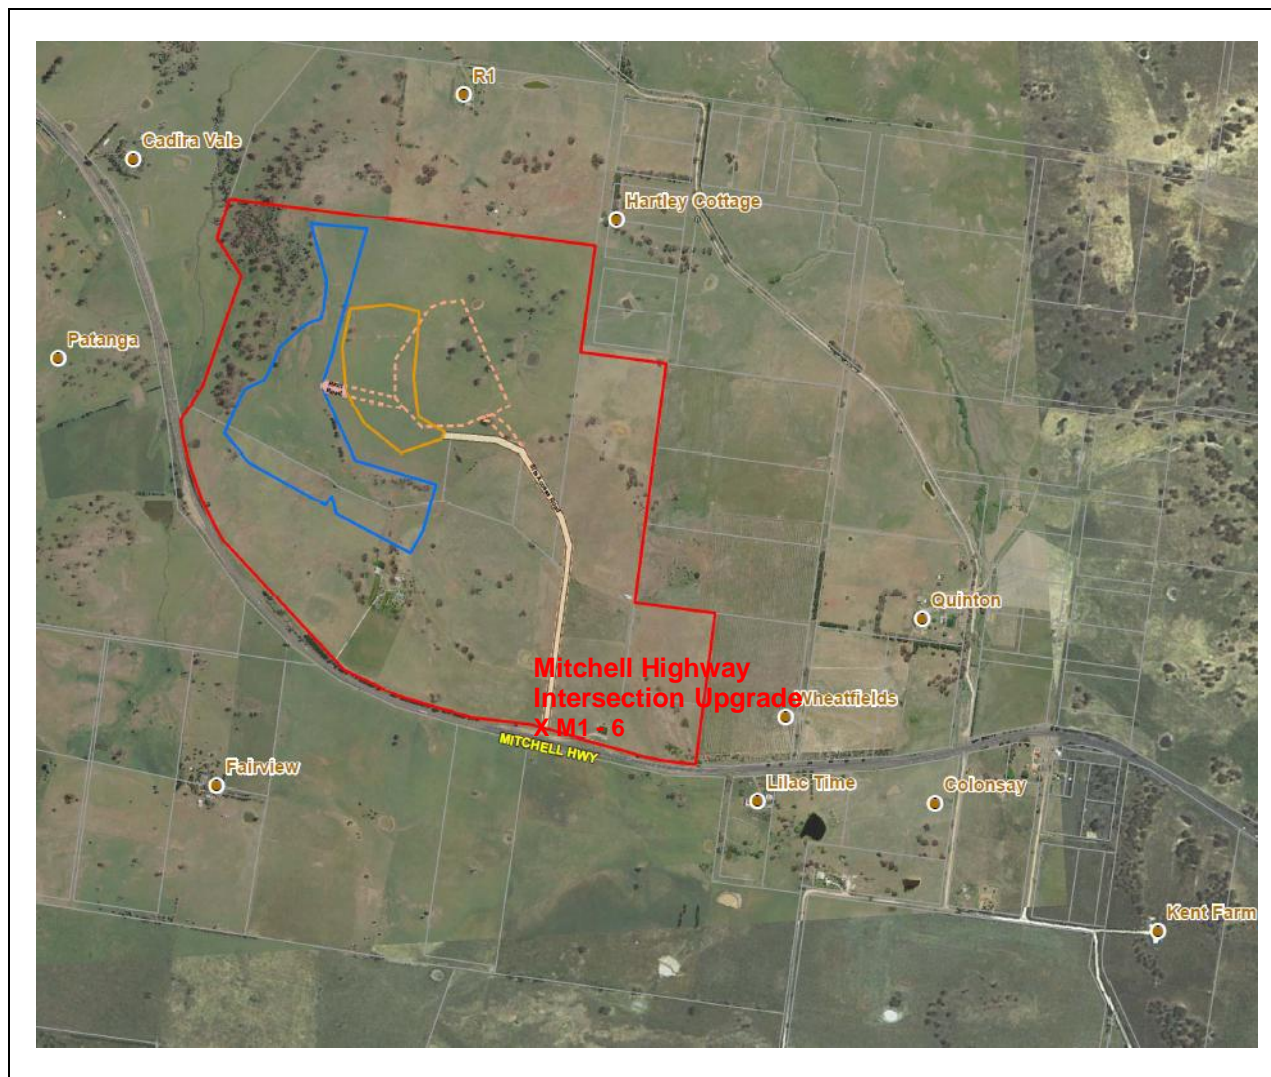 R1
Cadira Vale
Hartley Cottage
Patanga
Quinton
Mitchell Highway
Intersection Upgrade
X M1 - 6
Wheatfields
MITCHELL HWY
Fairview
Lilac Time
Colonsay
Kent Farm